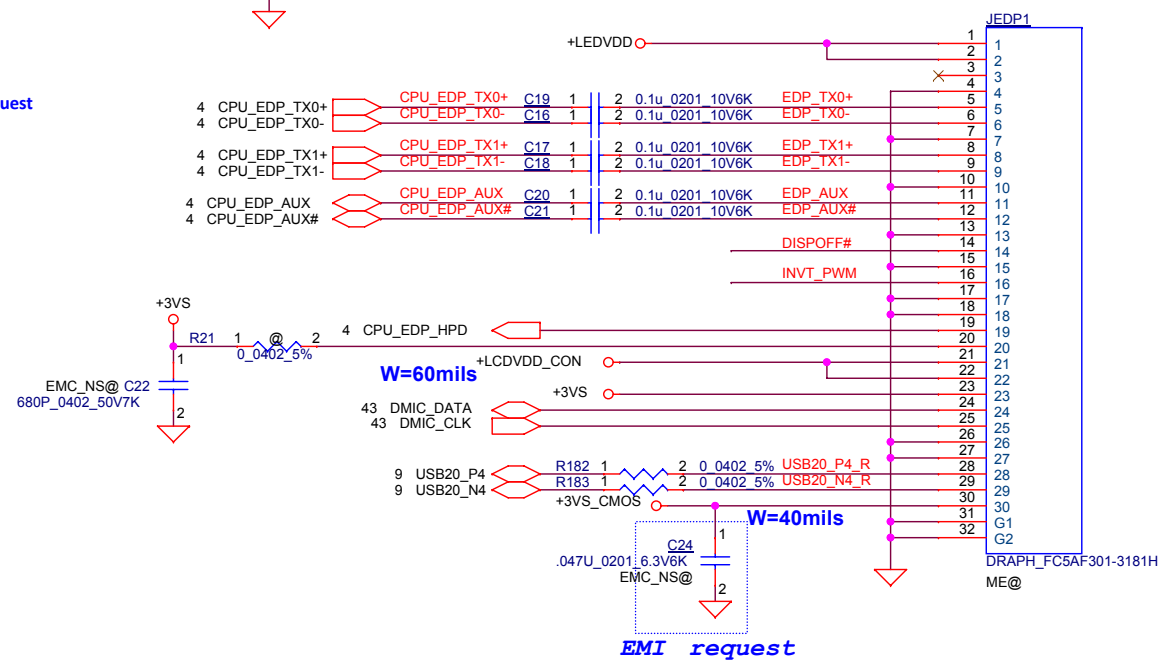 JEDP1
+LEDVDD 1 1
2 2
3 3
uest
4 4
4 CPU_EDP_TX0+ CPU_EDP_TX0+ C19 1 2 0.1u_0201_10V6K EDP_TX0+ 5 5
4 CPU_EDP_TX0- CPU_EDP_TX0- C16 1 2 0.1u_0201_10V6K EDP_TX0- 6 6
7 7
4 CPU_EDP_TX1+ CPU_EDP_TX1+ C17 1 2 0.1u_0201_10V6K EDP_TX1+ 8 8
4 CPU_EDP_TX1- CPU_EDP_TX1- C18 1 2 0.1u_0201_10V6K EDP_TX1- 9 9
10 10
4 CPU_EDP_AUX CPU_EDP_AUX C20 1 2 0.1u_0201_10V6K EDP_AUX 11 11
4 CPU_EDP_AUX# CPU_EDP_AUX# C21 1 2 0.1u_0201_10V6K EDP_AUX# 12 12
13 13
DISPOFF# 14 14
15 15
INVT_PWM 16 16
17 17
+3VS
18 18
4 CPU_EDP_HPD 19 19
R21 1 @ 2 20 20
0_0402_5%
+LCDVDD_CON 21 21
1
W=60mils
22 22
EMC_NS@ C22
+3VS 23 23
680P_0402_50V7K
2
43 DMIC_DATA 24 24
43 DMIC_CLK 25 25
26 26
27 27
9 USB20_P4 R182 1 2 0_0402_5% USB20_P4_R 28 28
9 USB20_N4 R183 1 2 0_0402_5% USB20_N4_R 29 29
+3VS_CMOS 30 30
W=40mils
31 G1
32 G2
1
C24
.047U_0201_6.3V6K
EMC_NS@
2
DRAPH_FC5AF301-3181H
ME@
EMI request